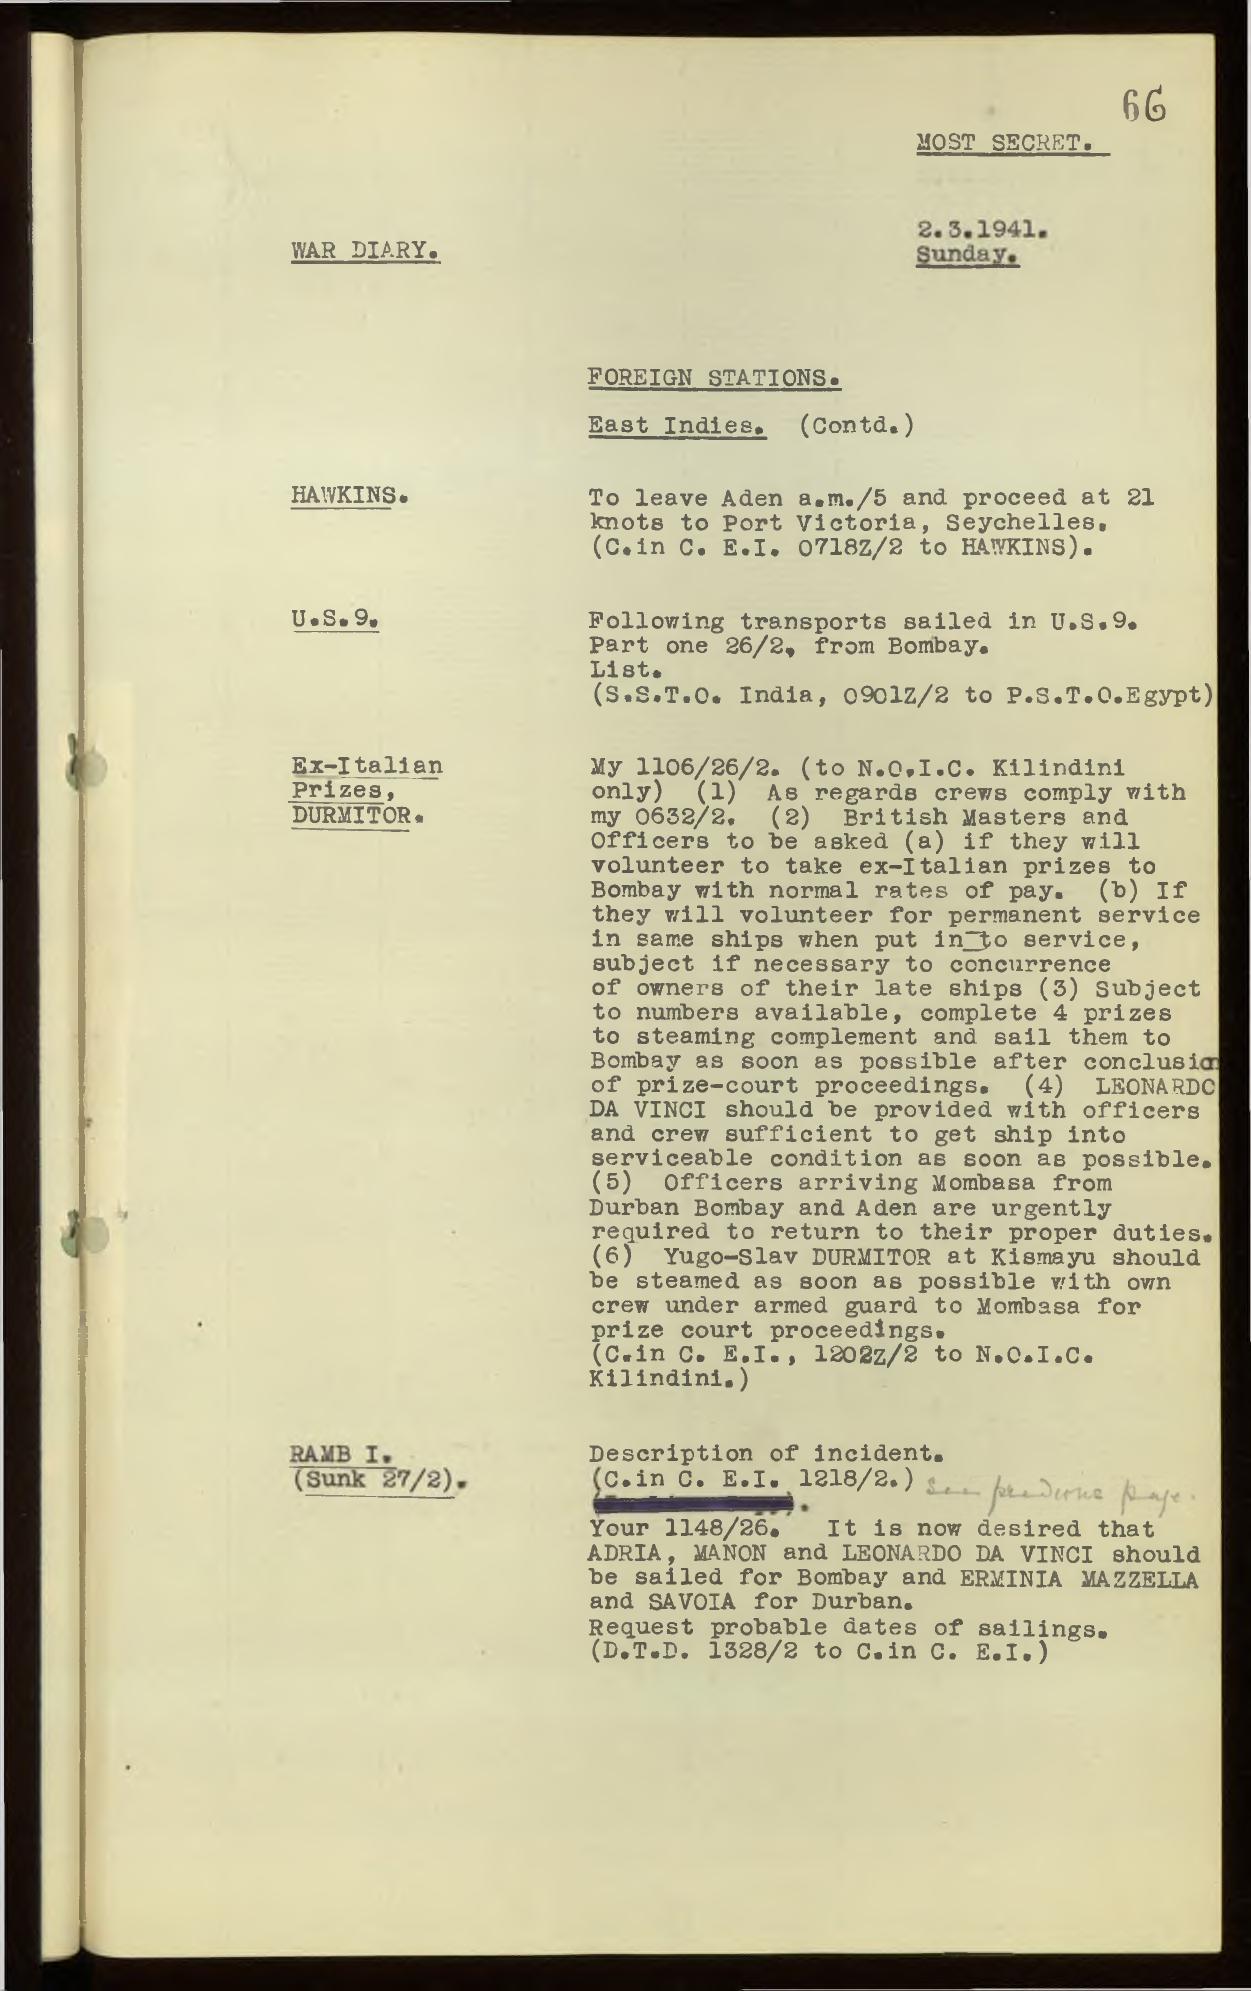 66
MOST SECRET.
2.3.1941.
WAR DIARY.
Sunday.
FOREIGN STATIONS.
East Indies. (Contd.)
HAWKINS.
To leave Aden a.m./5 and proceed at 21
knots to Port Victoria, Seychelles.
(C.in C. E.I. 0718Z/2 to HAWKINS).
U.S.9.
Following transports sailed in U.S.9.
Part one 26/2, from Bombay.
List.
(S.S.T.O. India, 0901Z/2 to P.S.T.O.Egypt)
Ex-Italian
Prizes,
DURMITOR.
My 1106/26/2. (to N.O.I.C. Kilindini
only) (1) As regards crews comply with
my 0632/2. (2) British Masters and
Officers to be asked (a) if they will
volunteer to take ex-Italian prizes to
Bombay with normal rates of pay. (b) If
they will volunteer for permanent service
in same ships when put in to service,
subject if necessary to concurrence
of owners of their late ships (3) Subject
to numbers available, complete 4 prizes
to steaming complement and sail them to
Bombay as soon as possible after conclusion
of prize-court proceedings. (4) LEONARDO
DA VINCI should be provided with officers
and crew sufficient to get ship into
serviceable condition as soon as possible.
(5) Officers arriving Mombasa from
Durban Bombay and Aden are urgently
required to return to their proper duties.
(6) Yugo-Slav DURMITOR at Kismayu should
be steamed as soon as possible with own
crew under armed guard to Mombasa for
prize court proceedings.
(C.in C. E.I., 1202Z/2 to N.O.I.C.
Kilindini.)
RAMB I.
(Sunk 27/2).
Description of incident.
(C.in C. E.I. 1218/2.) See previous page.
Your 1148/26. It is now desired that
ADRIA, MANON and LEONARDO DA VINCI should
be sailed for Bombay and ERMINIA MAZZELLA
and SAVOIA for Durban.
Request probable dates of sailings.
(D.T.D. 1328/2 to C.in C. E.I.)